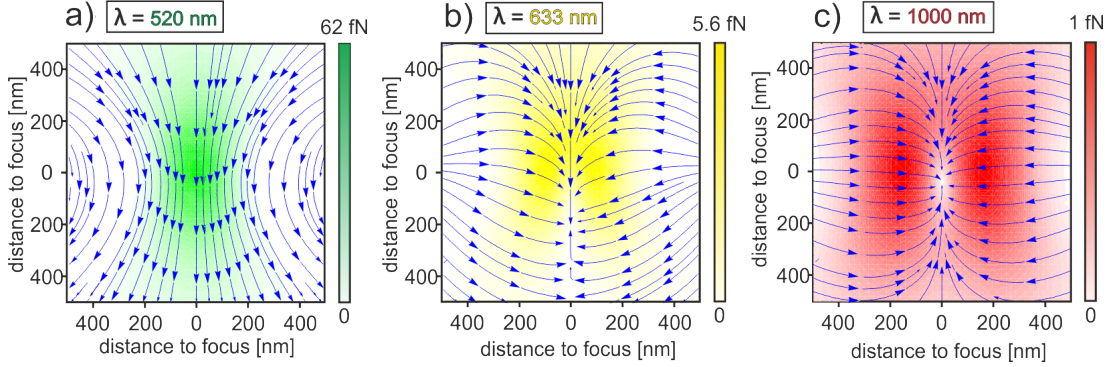 a)
λ = 520 nm
62 fN
400
200
0
200
400
distance to focus [nm]
400 200 0 200 400
distance to focus [nm]
0
b)
λ = 633 nm
5.6 fN
400
200
0
200
400
distance to focus [nm]
400 200 0 200 400
distance to focus [nm]
0
c)
λ = 1000 nm
1 fN
400
200
0
200
400
distance to focus [nm]
400 200 0 200 400
distance to focus [nm]
0